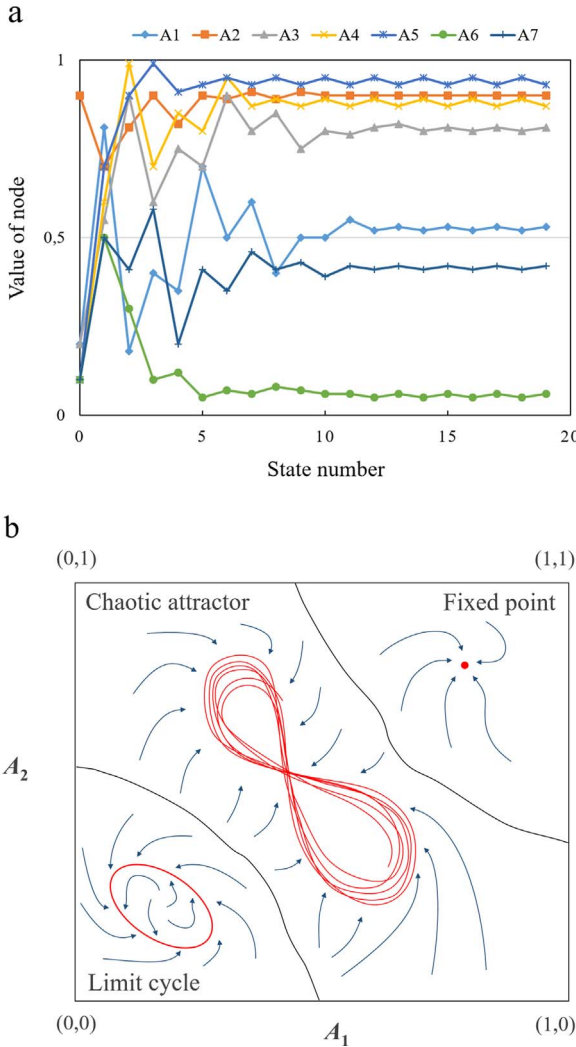 a
A1 A2 A3 A4 A5 A6 A7
1
0,5
0
Value of node
0 5 10 15 20
State number
b
(0,1) (1,1)
Chaotic attractor Fixed point
A2
Limit cycle
(0,0) (1,0)
A1